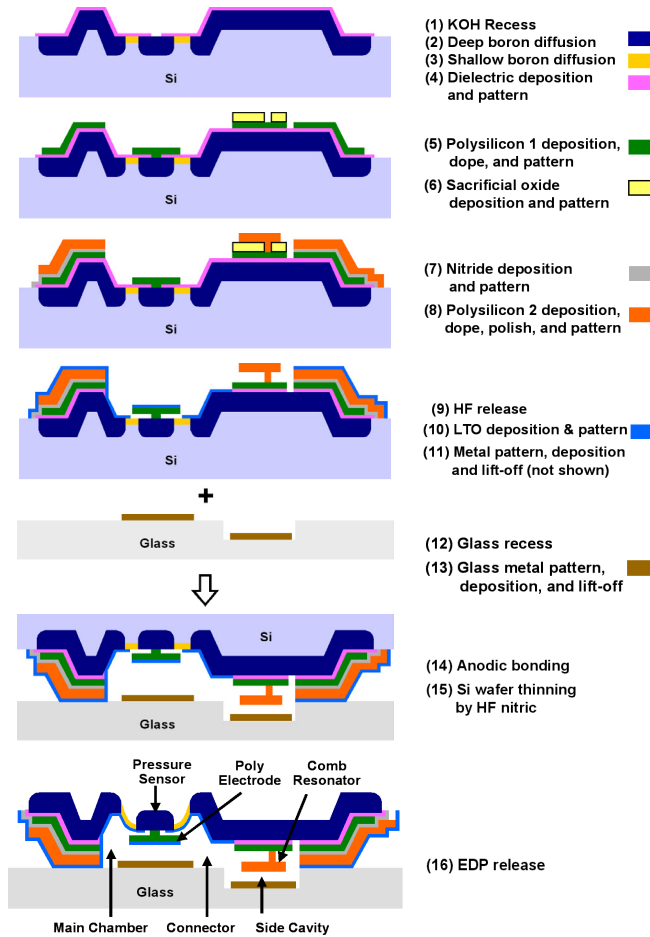 (1) KOH Recess
(2) Deep boron diffusion
(3) Shallow boron diffusion
(4) Dielectric deposition
and pattern
Si
(5) Polysilicon 1 deposition,
dope, and pattern
(6) Sacrificial oxide
deposition and pattern
Si
(7) Nitride deposition
and pattern
(8) Polysilicon 2 deposition,
dope, polish, and pattern
Si
(9) HF release
(10) LTO deposition & pattern
(11) Metal pattern, deposition
and lift-off (not shown)
Si
+
Glass
(12) Glass recess
(13) Glass metal pattern,
deposition, and lift-off
Si
(14) Anodic bonding
(15) Si wafer thinning
by HF nitric
Glass
Pressure
Sensor
Poly
Electrode
Comb
Resonator
(16) EDP release
Glass
Main Chamber
Connector
Side Cavity